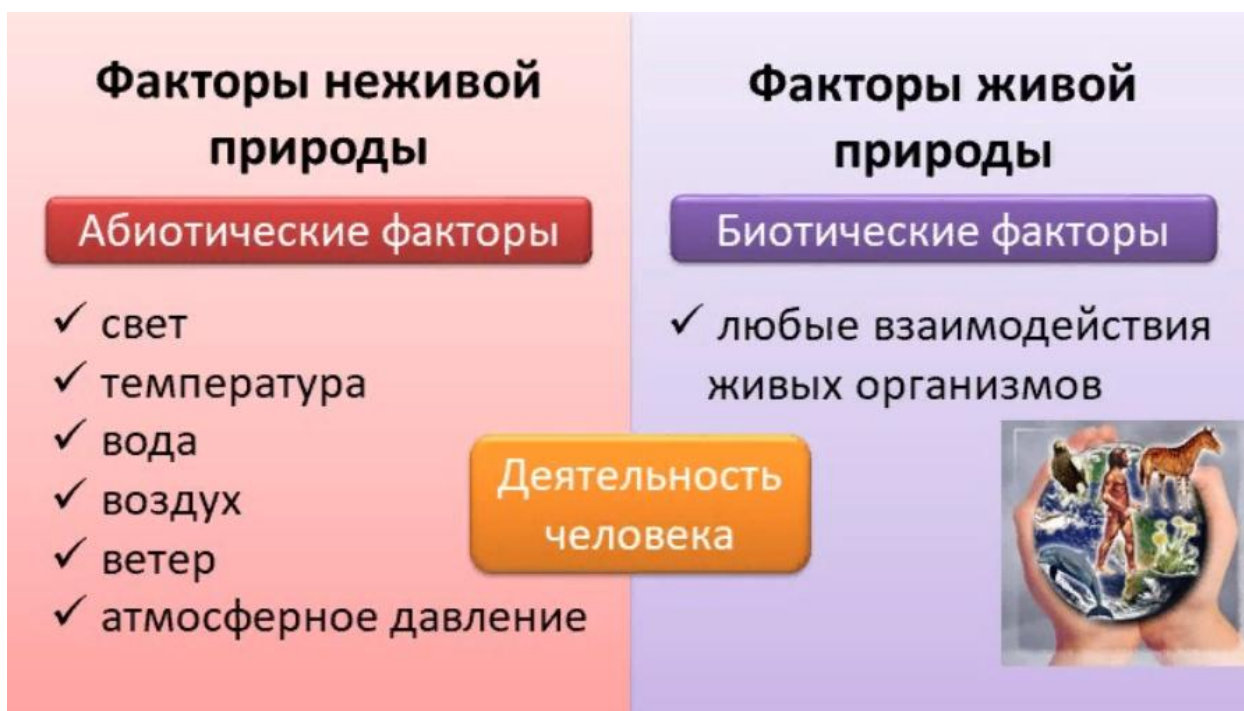 Факторы неживой
природы
Абиотические факторы
✓ свет
✓ температура
✓ вода
✓ воздух
✓ ветер
✓ атмосферное давление
Факторы живой
природы
Биотические факторы
✓ любые взаимодействия
живых организмов
Деятельность
человека